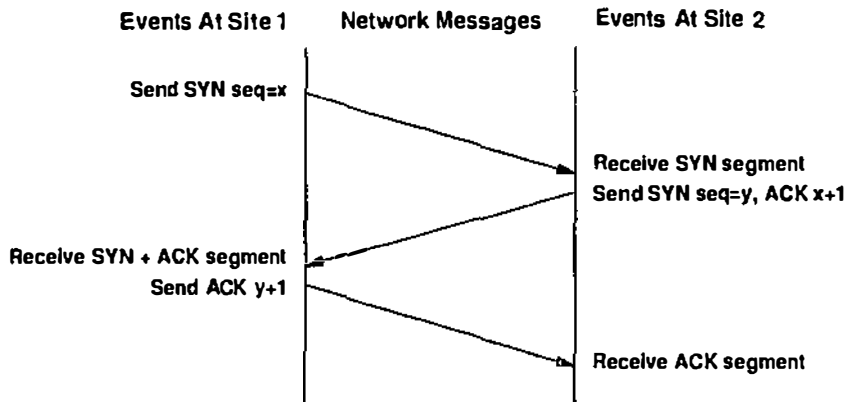 Events At Site 1 Network Messages Events At Site 2
Send SYN seq=x
Receive SYN segment
Send SYN seq=y, ACK x+1
Receive SYN + ACK segment
Send ACK y+1
Receive ACK segment